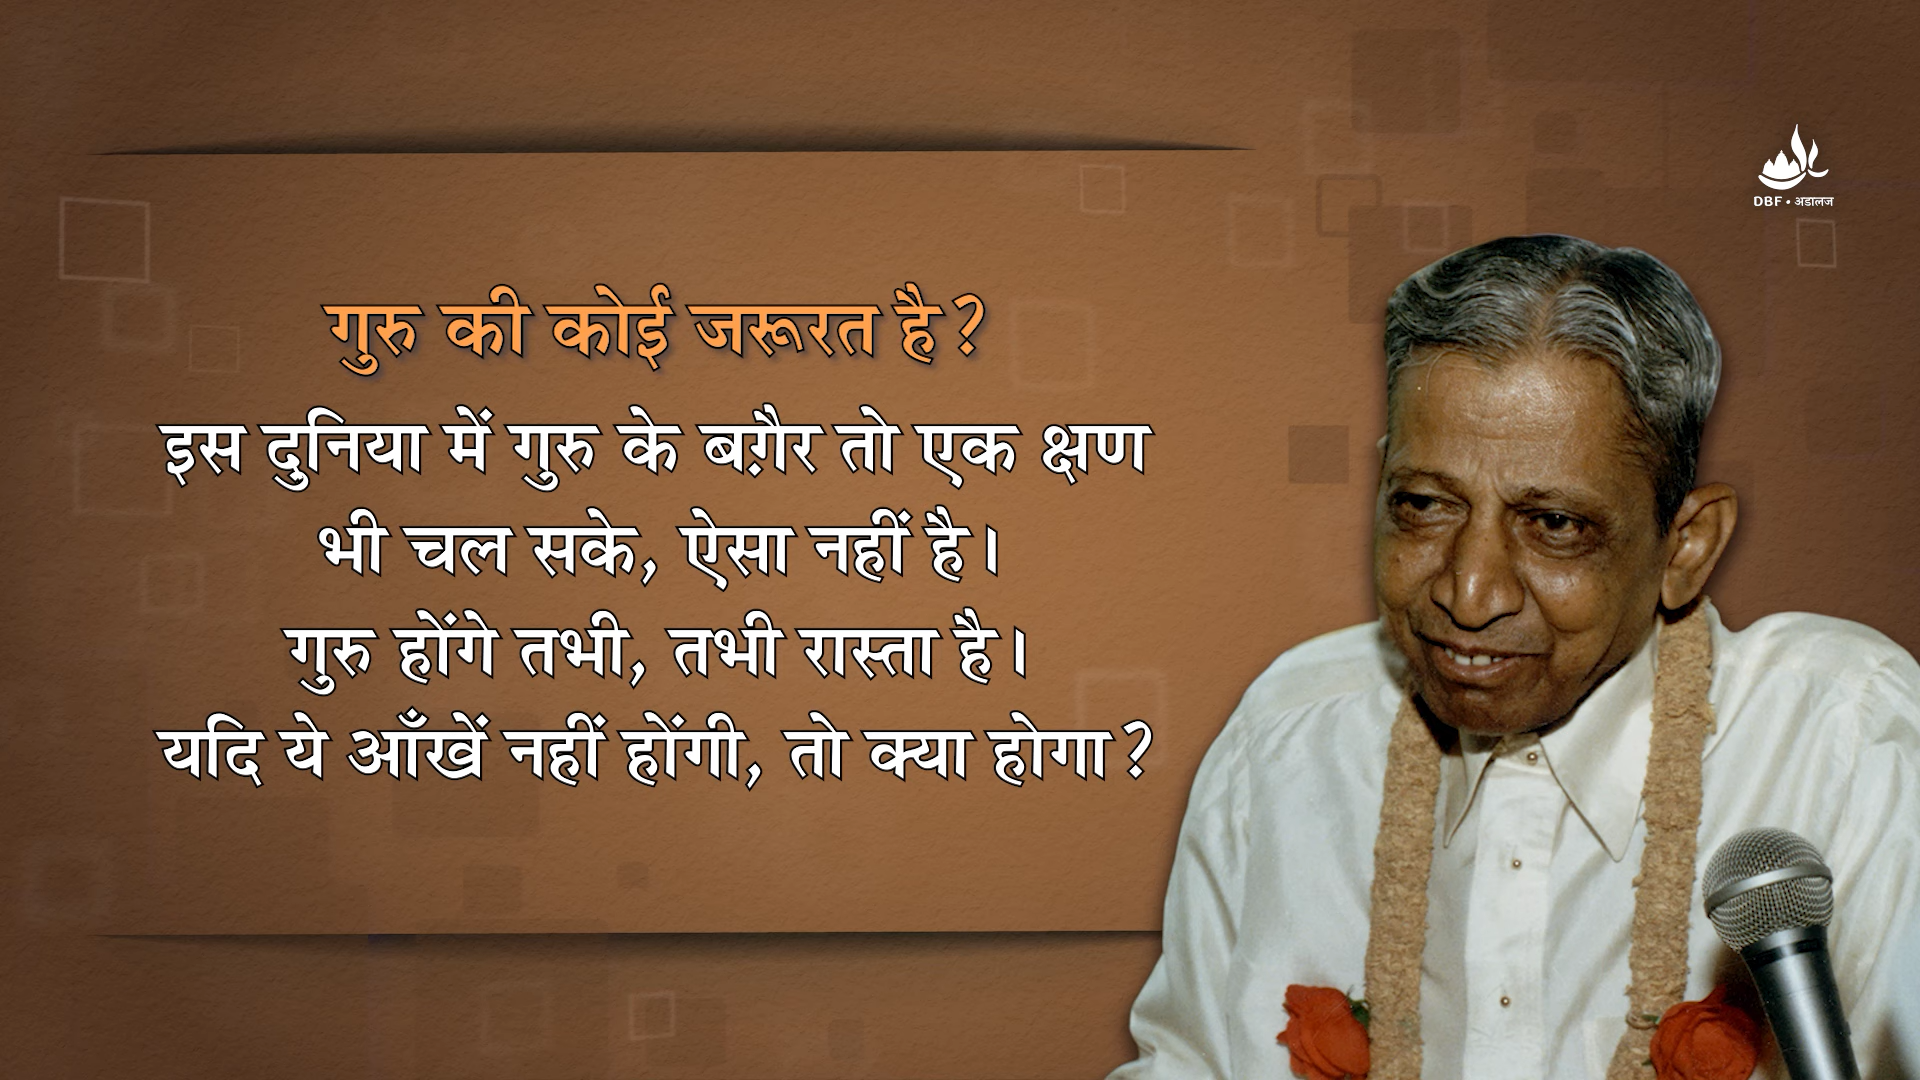 DBF • अडालज
गुरु की कोई जरूरत है?
इस दुनिया में गुरु के बग़ैर तो एक क्षण
भी चल सके, ऐसा नहीं है।
गुरु होंगे तभी, तभी रास्ता है।
यदि ये आँखें नहीं होंगी, तो क्या होगा?